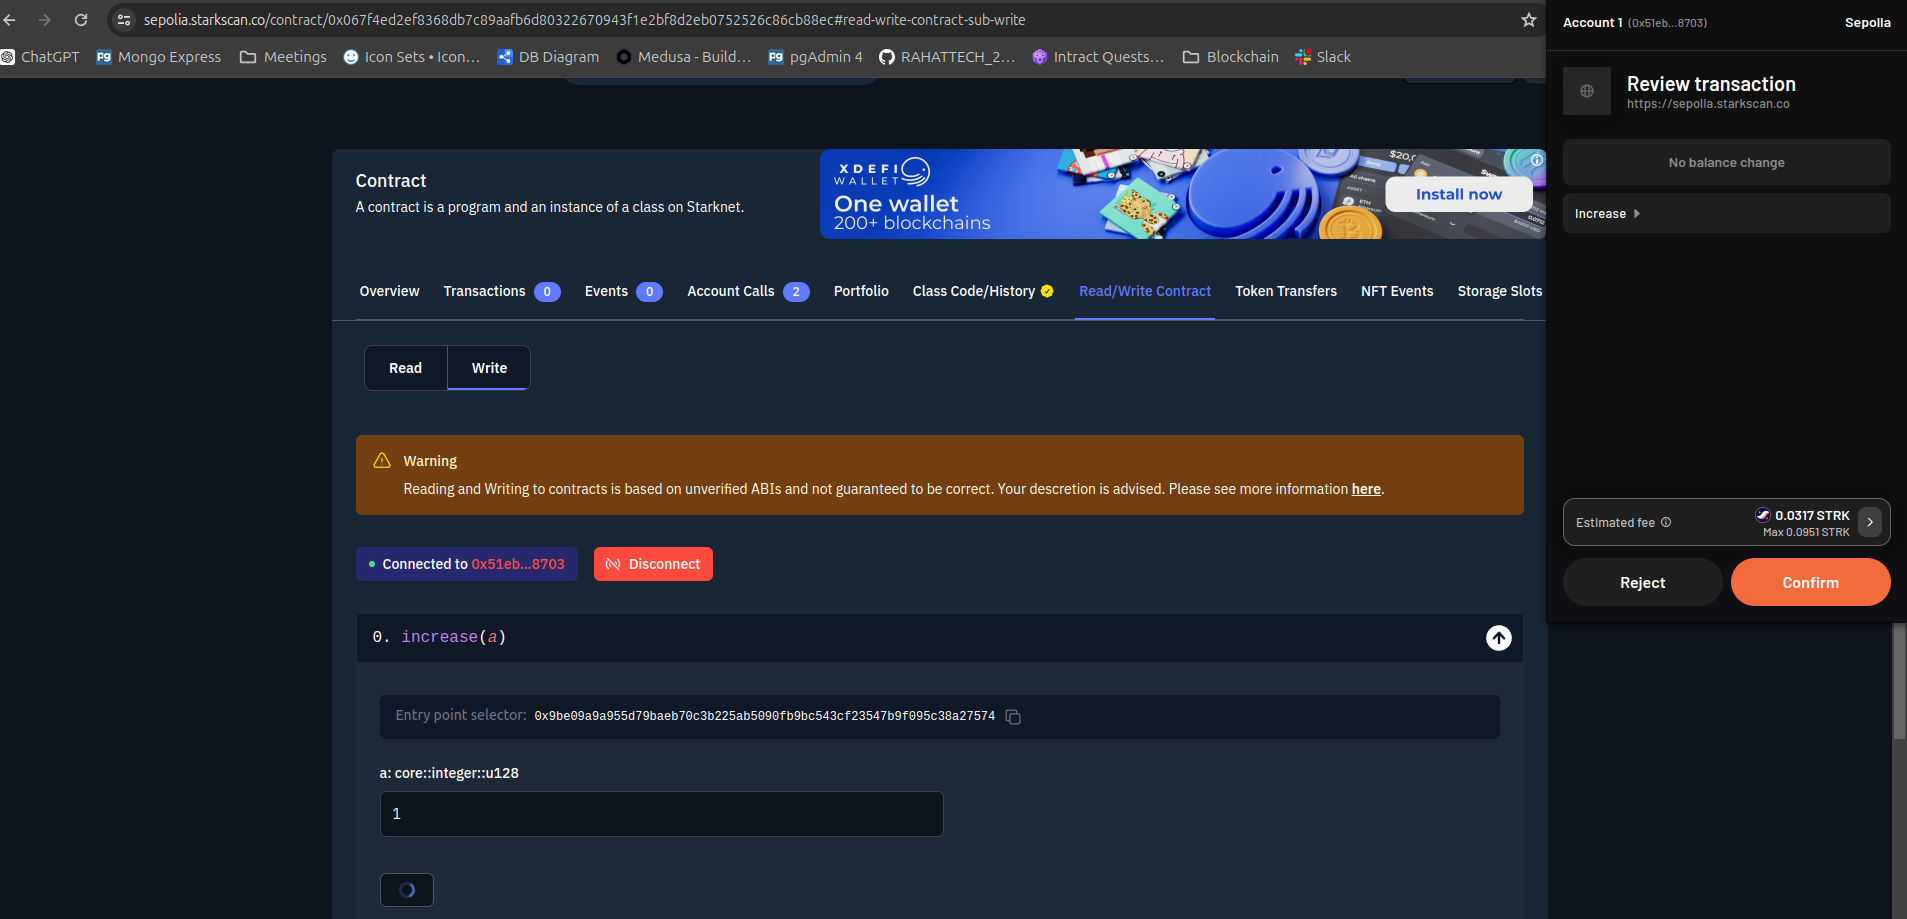 sepolia.starkscan.co/contract/0x067f4ed2ef8368db7c89aafb6d80322670943f1e2bf8d2eb0752526c86cb88ec#read-write-contract-sub-write
ChatGPT Mongo Express Meetings Icon Sets • Icon... DB Diagram Medusa - Build... pgAdmin 4 RAHATTECH_2... Intract Quests... Blockchain Slack
Contract
A contract is a program and an instance of a class on Starknet.
XDEFI
WALLET
One wallet
200+ blockchains
Install now
Overview Transactions 0 Events 0 Account Calls 2 Portfolio Class Code/History Read/Write Contract Token Transfers NFT Events Storage Slots
Read Write
Warning
Reading and Writing to contracts is based on unverified ABIs and not guaranteed to be correct. Your descretion is advised. Please see more information here.
Connected to 0x51eb...8703 Disconnect
0. increase(a)
Entry point selector: 0x9be09a9a955d79baeb70c3b225ab5090fb9bc543cf23547b9f095c38a27574
a: core::integer::u128
1
Account 1 (0x51eb...8703) Sepolia
Review transaction
https://sepolia.starkscan.co
No balance change
Increase
Estimated fee 0.0317 STRK
Max 0.0951 STRK
Reject Confirm